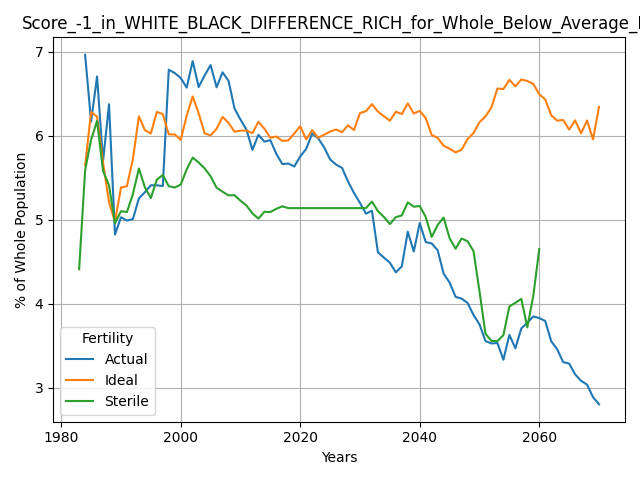 Score_-1_in_WHITE_BLACK_DIFFERENCE_RICH_for_Whole_Below_Average_
7
6
5
4
3
% of Whole Population
Fertility
Actual
Ideal
Sterile
1980 2000 2020 2040 2060
Years